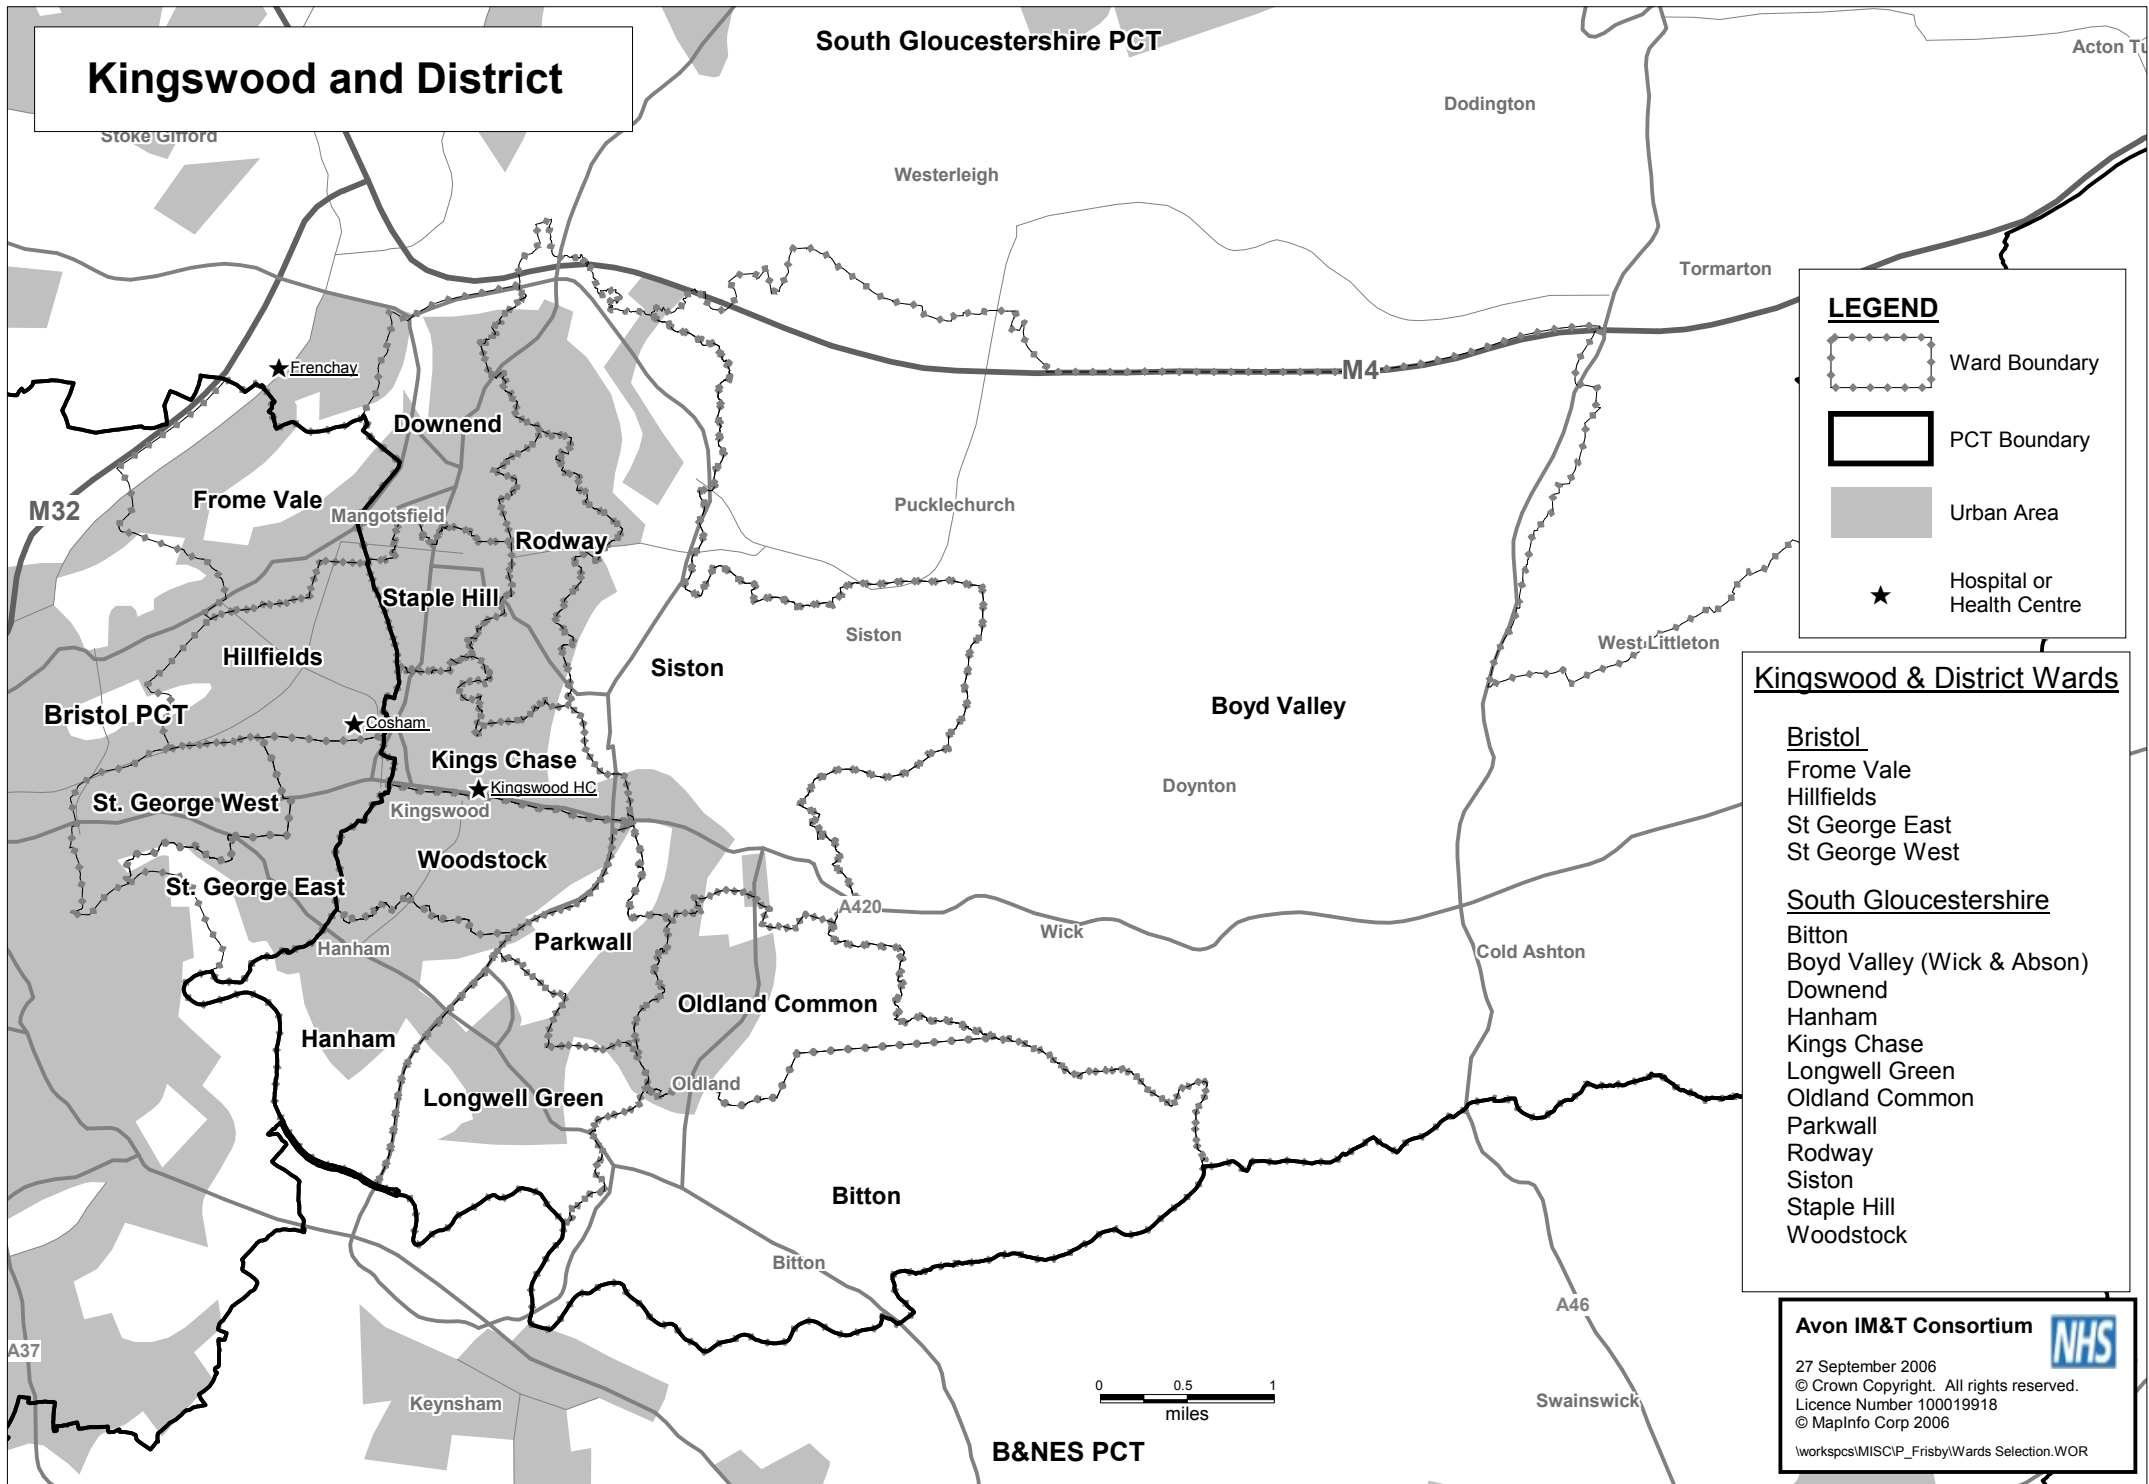 Kingswood and District
South Gloucestershire PCT
Acton Tu
Dodington
Stoke Gifford
Westerleigh
Tormarton
LEGEND
Ward Boundary
PCT Boundary
Urban Area
Hospital or
Health Centre
M4
Frenchay
Downend
Frome Vale
M32
Mangotsfield
Rodway
Pucklechurch
Staple Hill
Siston
West Littleton
Hillfields
Siston
Boyd Valley
Bristol PCT
Cosham
Kings Chase
Kingswood HC
Doynton
St. George West
Kingswood
Woodstock
St. George East
A420
Wick
Hanham
Parkwall
Cold Ashton
Oldland Common
Hanham
Longwell Green
Oldland
Bitton
Bitton
A46
A37
Keynsham
Swainswick
0 0.5 1
miles
B&NES PCT
Kingswood & District Wards
Bristol
Frome Vale
Hillfields
St George East
St George West
South Gloucestershire
Bitton
Boyd Valley (Wick & Abson)
Downend
Hanham
Kings Chase
Longwell Green
Oldland Common
Parkwall
Rodway
Siston
Staple Hill
Woodstock
Avon IM&T Consortium
NHS
27 September 2006
© Crown Copyright. All rights reserved.
Licence Number 100019918
© MapInfo Corp 2006
\workspcs\MISC\P_Frisby\Wards Selection.WOR